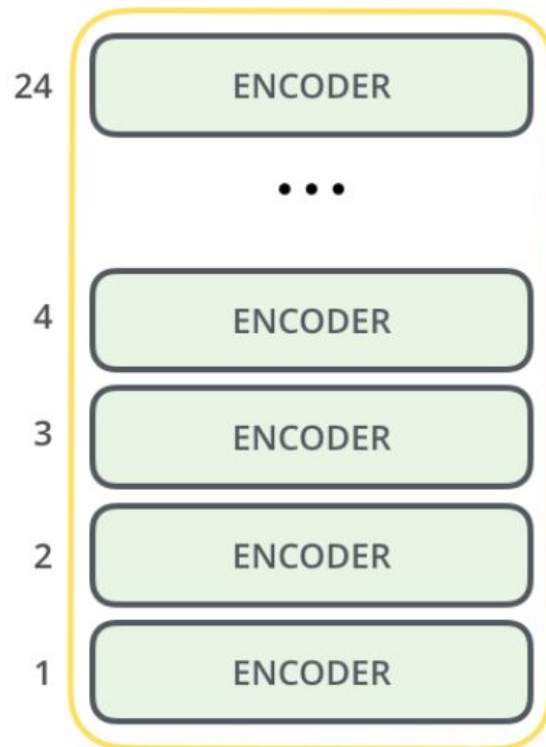 24 ENCODER
...
4 ENCODER
3 ENCODER
2 ENCODER
1 ENCODER